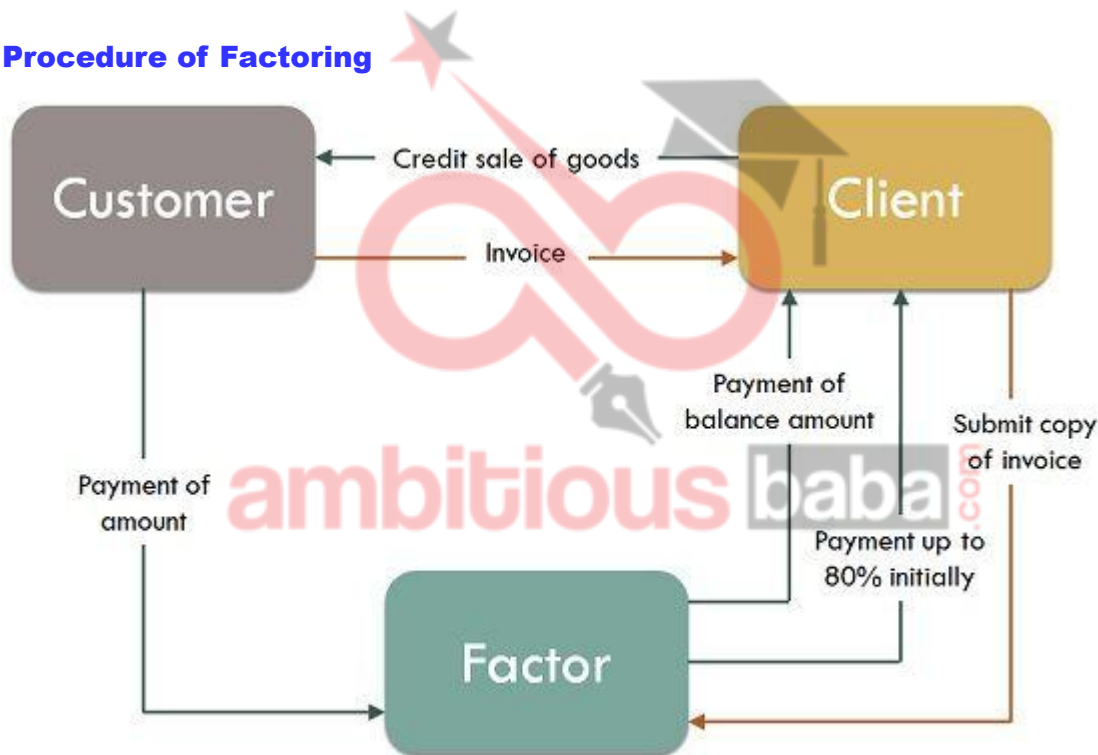 Procedure of Factoring
Credit sale of goods
Customer
Client
Invoice
Payment of
balance amount
Submit copy
of invoice
Payment of
amount
ambitious baba .com
Payment up to
80% initially
Factor